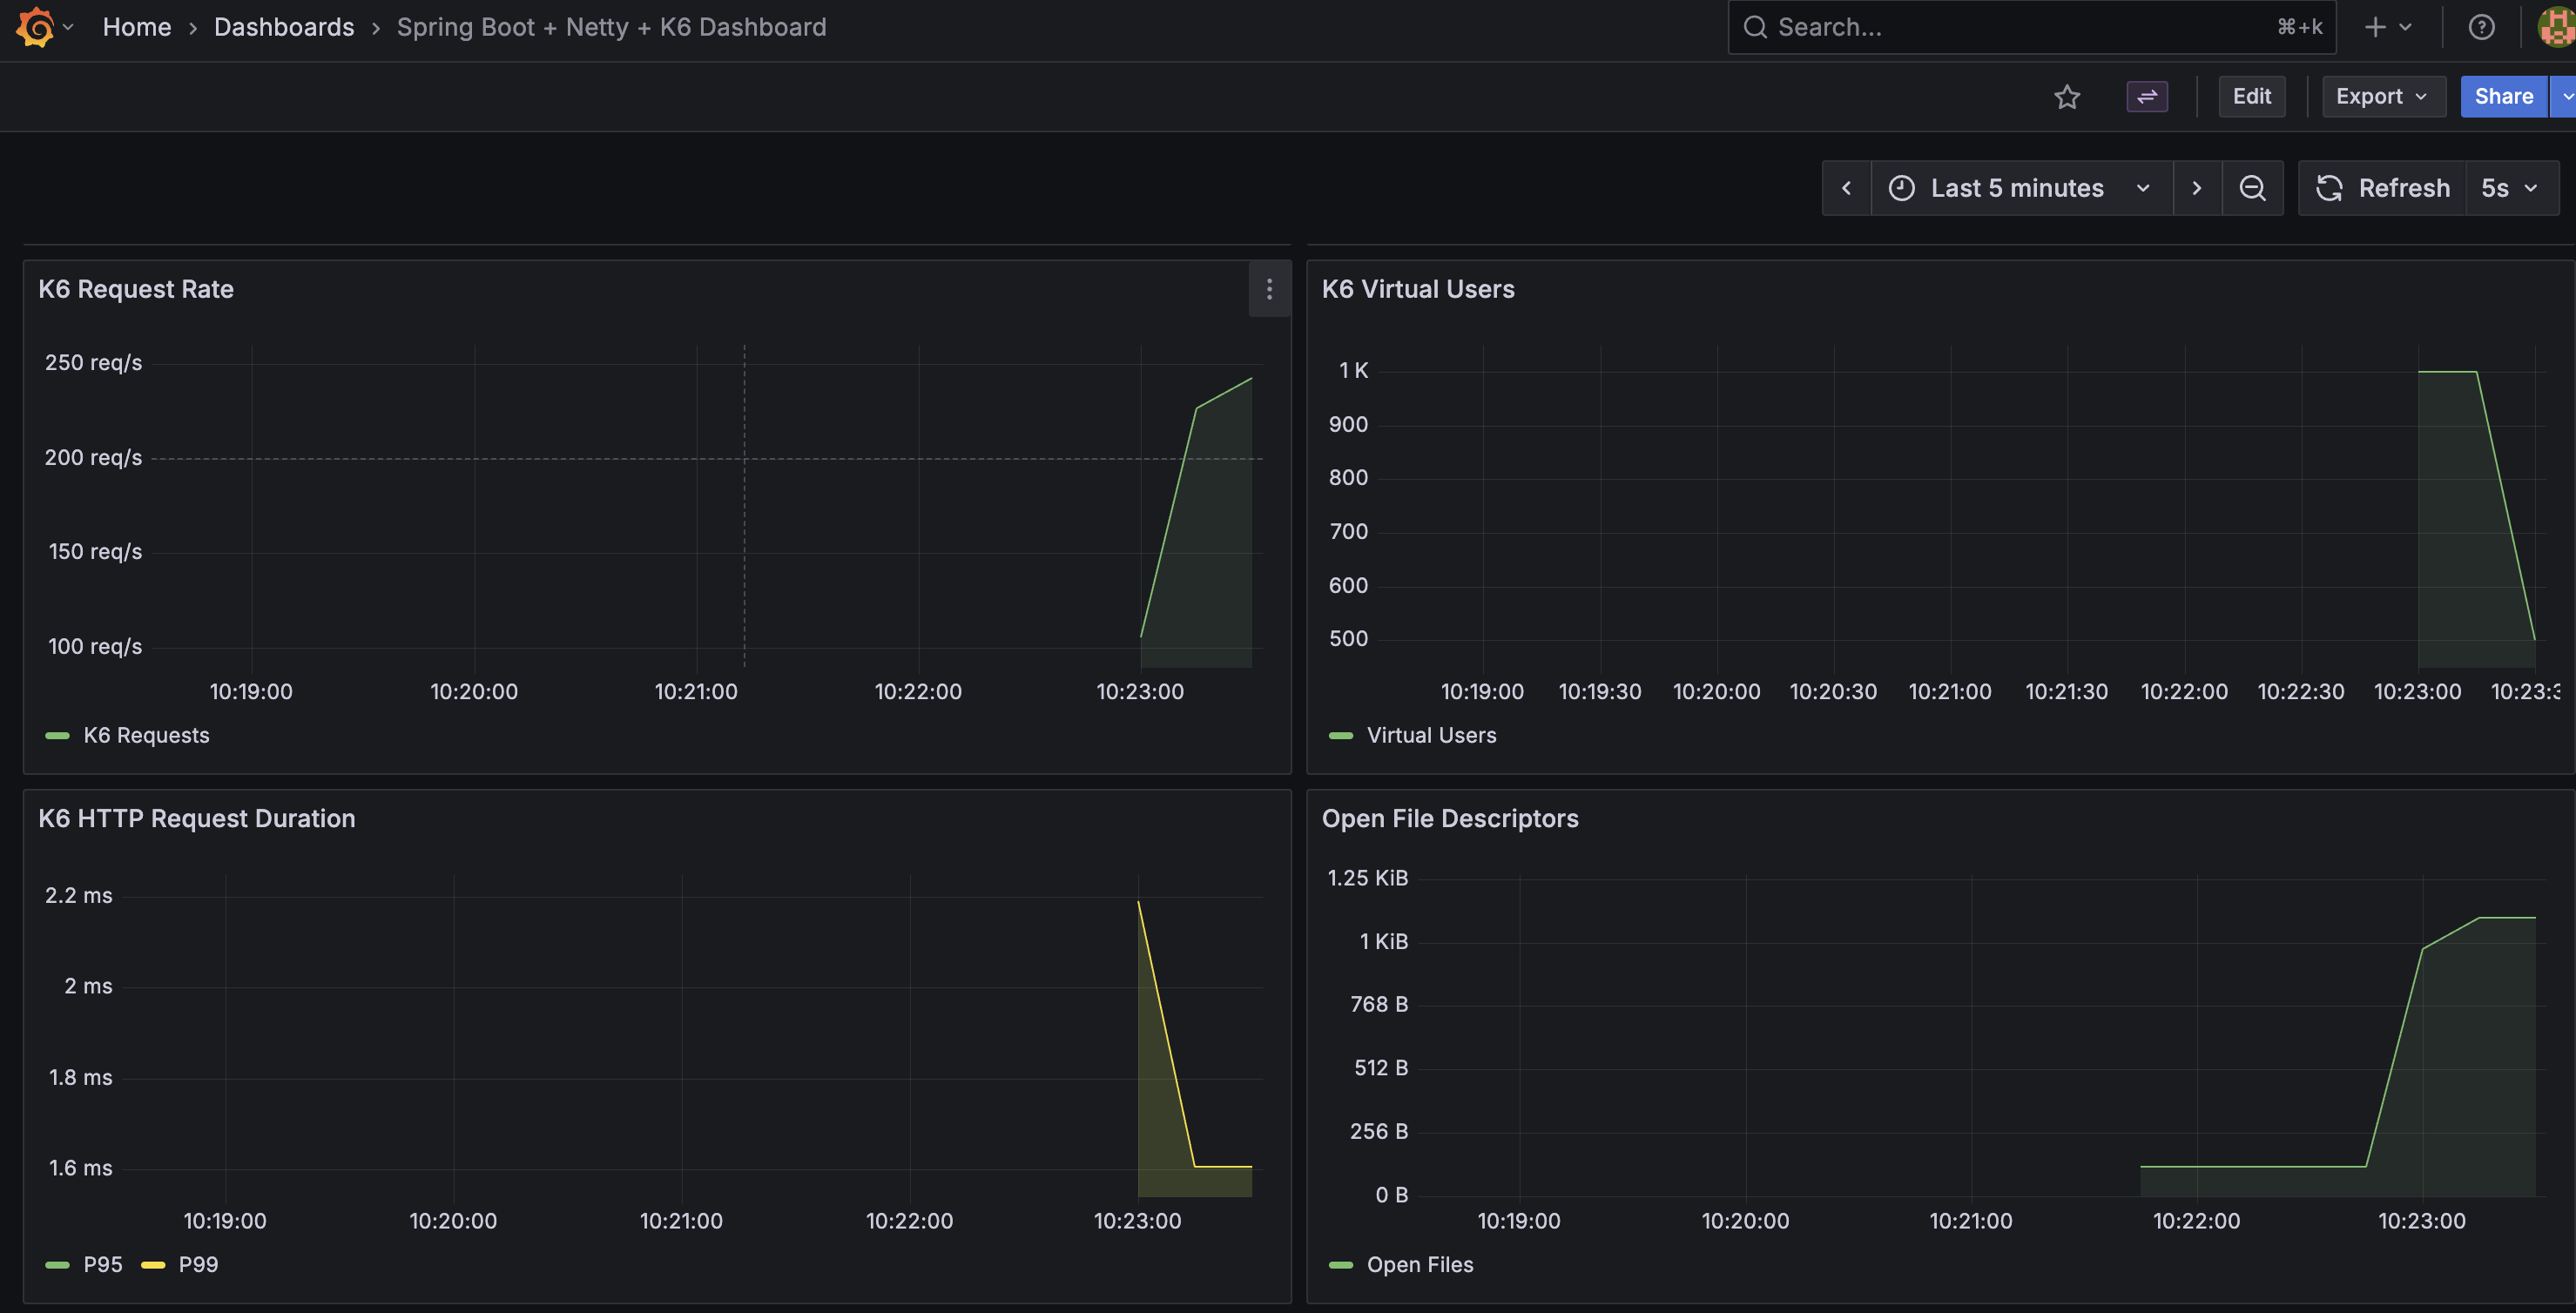 Home › Dashboards › Spring Boot + Netty + K6 Dashboard
Search...
⌘+k
Edit
Export
Share
Last 5 minutes
Refresh
5s
K6 Request Rate
250 req/s
200 req/s
150 req/s
100 req/s
10:19:00 10:20:00 10:21:00 10:22:00 10:23:00
K6 Requests
K6 Virtual Users
1 K
900
800
700
600
500
10:19:00 10:19:30 10:20:00 10:20:30 10:21:00 10:21:30 10:22:00 10:22:30 10:23:00 10:23:3
Virtual Users
K6 HTTP Request Duration
2.2 ms
2 ms
1.8 ms
1.6 ms
10:19:00 10:20:00 10:21:00 10:22:00 10:23:00
P95 P99
Open File Descriptors
1.25 KiB
1 KiB
768 B
512 B
256 B
0 B
10:19:00 10:20:00 10:21:00 10:22:00 10:23:00
Open Files